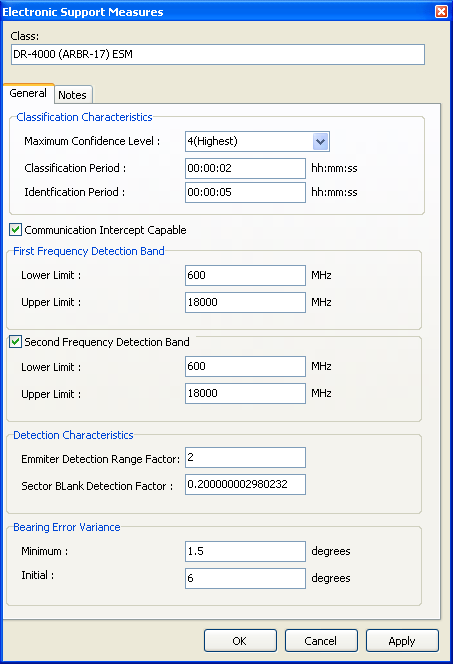 Electronic Support Measures
Class:
DR-4000 (ARBR-17) ESM
General Notes
Classification Characteristics
Maximum Confidence Level : 4(Highest)
Classification Period : 00:00:02 hh:mm:ss
Identfication Period : 00:00:05 hh:mm:ss
Communication Intercept Capable
First Frequency Detection Band
Lower Limit : 600 MHz
Upper Limit : 18000 MHz
Second Frequency Detection Band
Lower Limit : 600 MHz
Upper Limit : 18000 MHz
Detection Characteristics
Emmiter Detection Range Factor: 2
Sector BLank Detection Factor : 0.200000002980232
Bearing Error Variance
Minimum : 1.5 degrees
Initial : 6 degrees
OK Cancel Apply